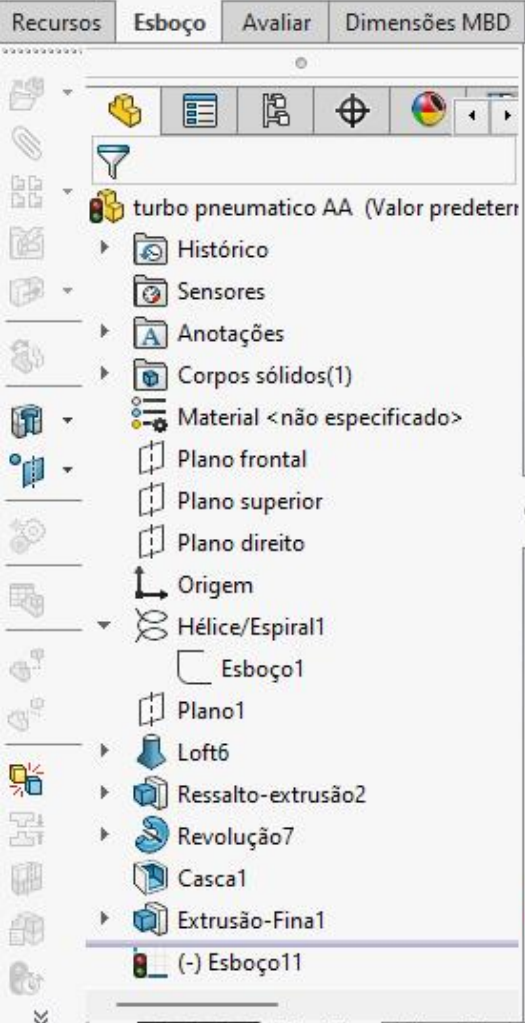 Recursos Esboço Avaliar Dimensões MBD
turbo pneumatico AA (Valor predeterr
Histórico
Sensores
Anotações
Corpos sólidos(1)
Material <não especificado>
Plano frontal
Plano superior
Plano direito
Origem
Hélice/Espiral1
Esboço1
Plano1
Loft6
Ressalto-extrusão2
Revolução7
Casca1
Extrusão-Fina1
(-) Esboço11